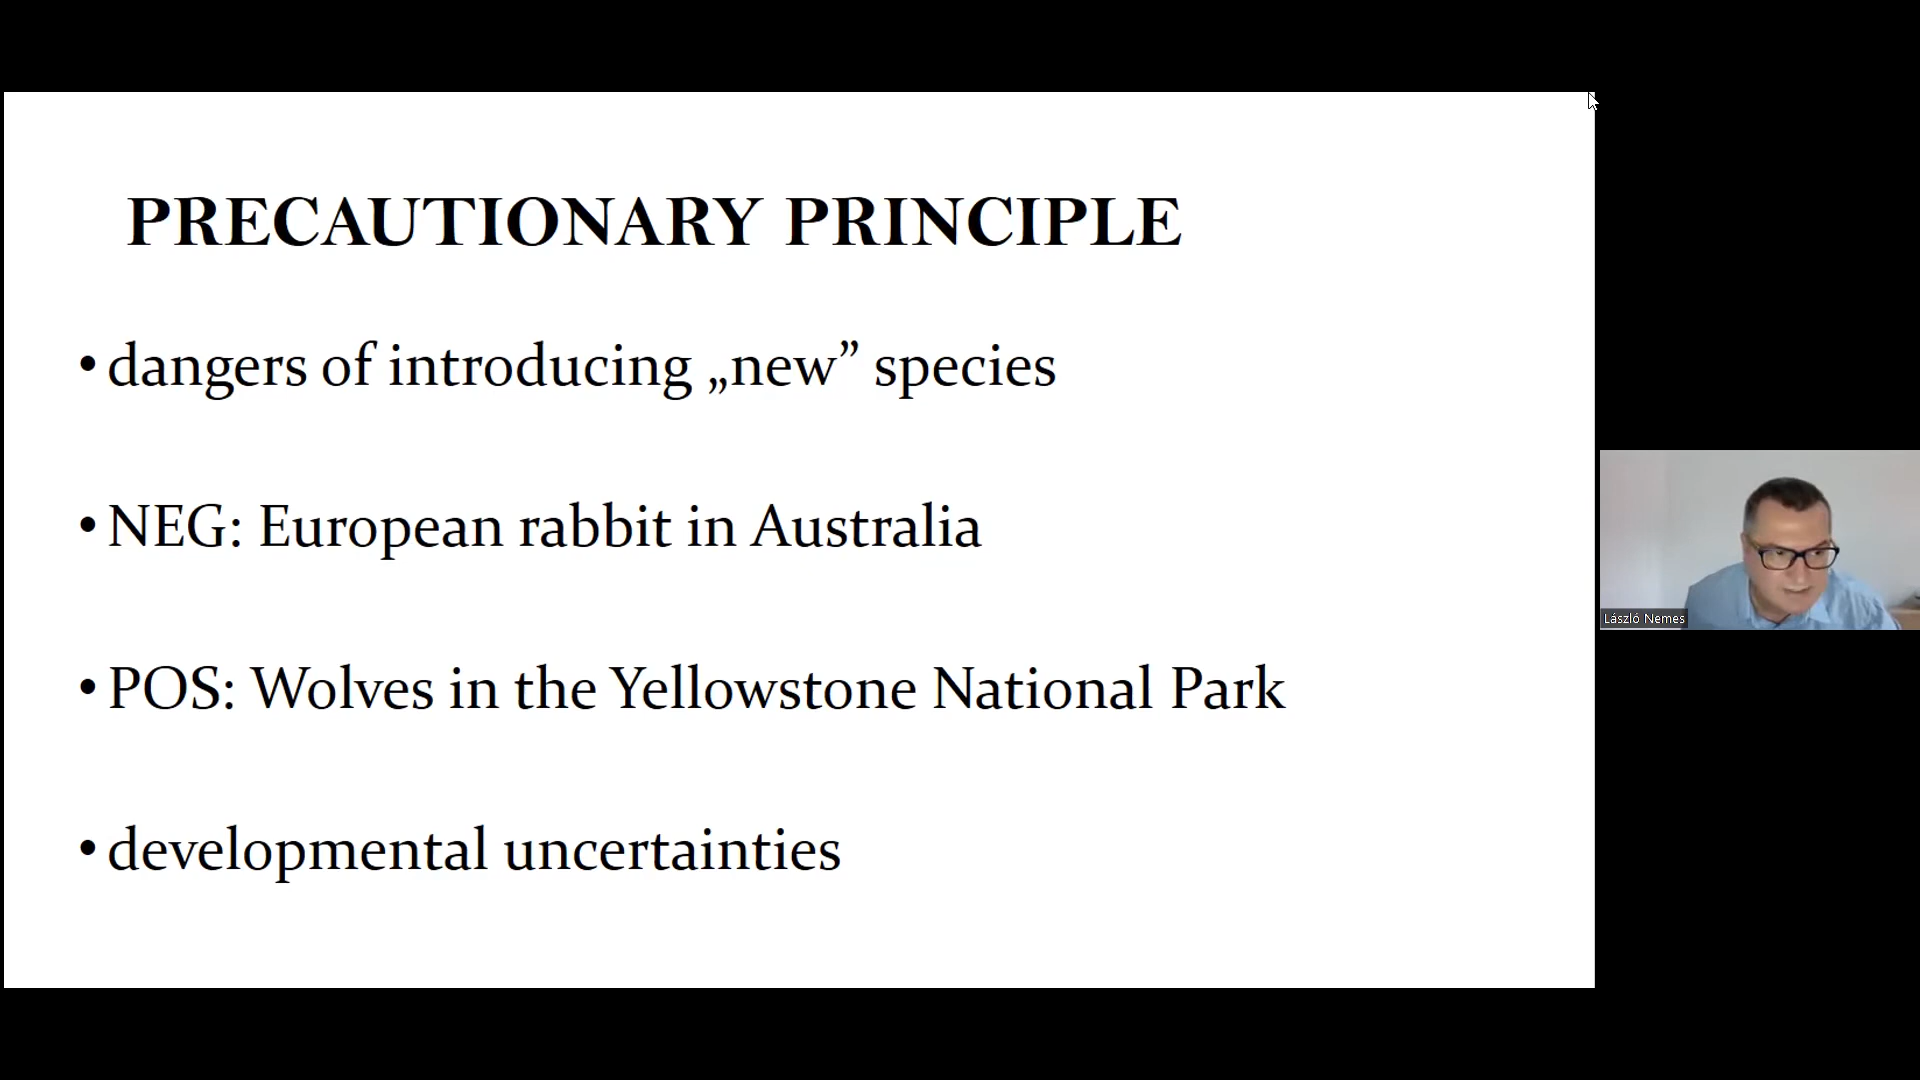 PRECAUTIONARY PRINCIPLE
• dangers of introducing „new” species
• NEG: European rabbit in Australia
• POS: Wolves in the Yellowstone National Park
• developmental uncertainties
László Nemes